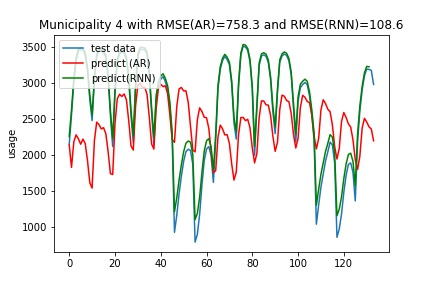 Municipality 4 with RMSE(AR)=758.3 and RMSE(RNN)=108.6
test data
predict (AR)
predict(RNN)
usage
3500
3000
2500
2000
1500
1000
0 20 40 60 80 100 120